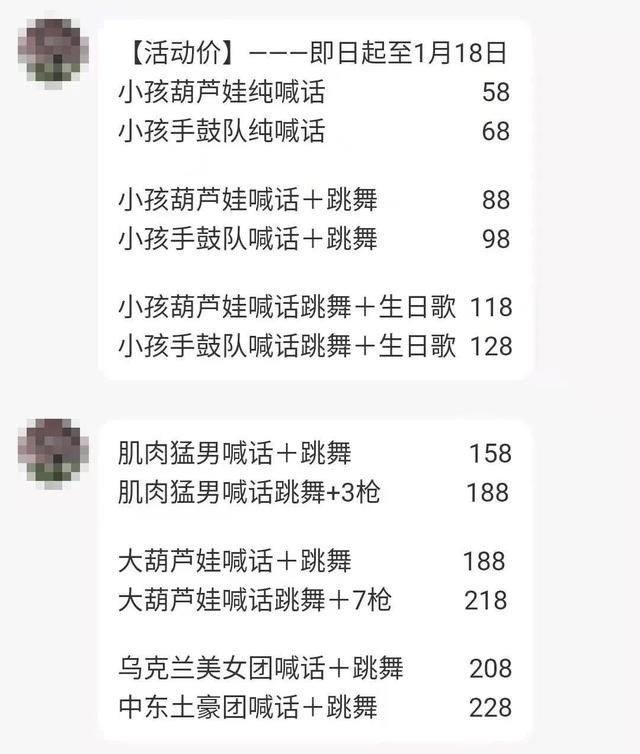 【活动价】———即日起至1月18日
小孩葫芦娃纯喊话 58
小孩手鼓队纯喊话 68
小孩葫芦娃喊话＋跳舞 88
小孩手鼓队喊话＋跳舞 98
小孩葫芦娃喊话跳舞＋生日歌 118
小孩手鼓队喊话跳舞＋生日歌 128
肌肉猛男喊话＋跳舞 158
肌肉猛男喊话跳舞+3枪 188
大葫芦娃喊话＋跳舞 188
大葫芦娃喊话跳舞＋7枪 218
乌克兰美女团喊话＋跳舞 208
中东土豪团喊话＋跳舞 228